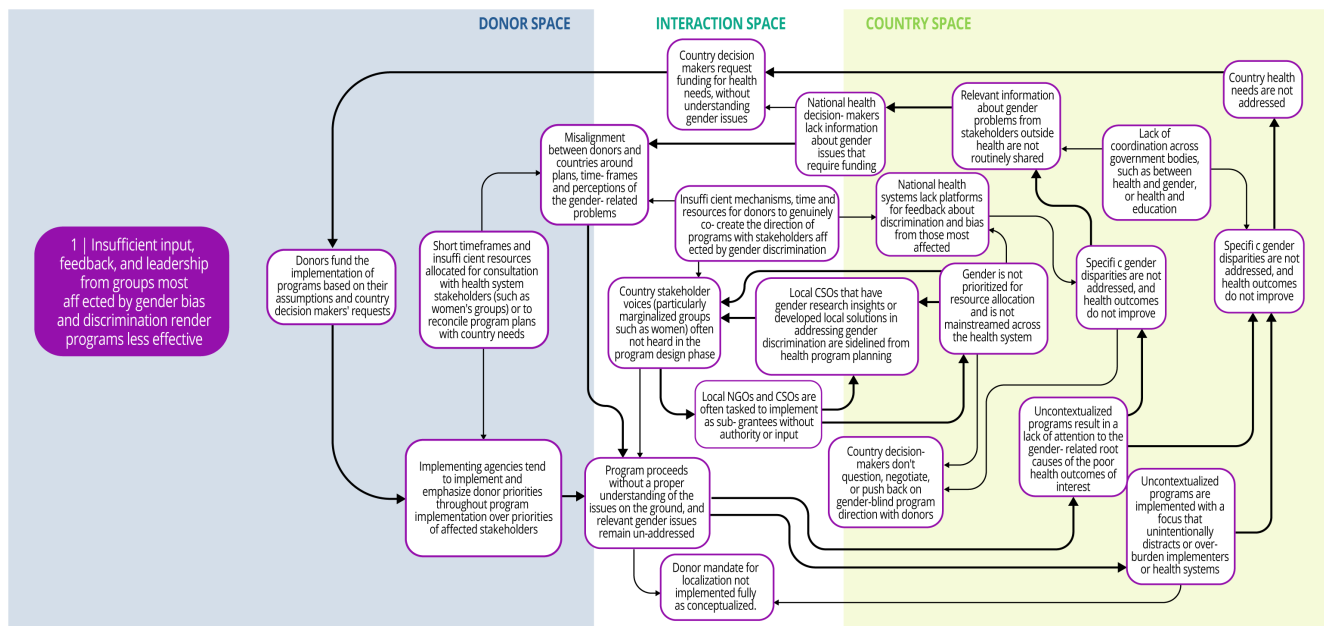 DONOR SPACE
INTERACTION SPACE
COUNTRY SPACE
1 | Insufficient input,
feedback, and leadership
from groups most
aff ected by gender bias
and discrimination render
programs less effective
Donors fund the
implementation of
programs based on their
assumptions and country
decision makers' requests
Short timeframes and
insuffi cient resources
allocated for consultation
with health system
stakeholders (such as
women's groups) or to
reconcile program plans
with country needs
Implementing agencies tend
to implement and
emphasize donor priorities
throughout program
implementation over priorities
of affected stakeholders
Misalignment
between donors and
countries around
plans, time- frames
and perceptions of
the gender- related
problems
Country decision
makers request
funding for health
needs, without
understanding
gender issues
National health
decision- makers
lack information
about gender
issues that
require funding
Insuffi cient mechanisms, time and
resources for donors to genuinely
co- create the direction of
programs with stakeholders aff
ected by gender discrimination
Country stakeholder
voices (particularly
marginalized groups
such as women) often
not heard in the
program design phase
Local CSOs that have
gender research insights or
developed local solutions in
addressing gender
discrimination are sidelined from
health program planning
Local NGOs and CSOs are
often tasked to implement
as sub- grantees without
authority or input
Program proceeds
without a proper
understanding of the
issues on the ground, and
relevant gender issues
remain un-addressed
Donor mandate for
localization not
implemented fully
as conceptualized.
Relevant information
about gender
problems from
stakeholders outside
health are not
routinely shared
National health
systems lack platforms
for feedback about
discrimination and bias
from those most
affected
Gender is not
prioritized for
resource allocation
and is not
mainstreamed across
the health system
Country decision-
makers don't
question, negotiate,
or push back on
gender-blind program
direction with donors
Lack of
coordination across
government bodies,
such as between
health and gender,
or health and
education
Specifi c gender
disparities are not
addressed, and
health outcomes
do not improve
Uncontextualized
programs result in a
lack of attention to the
gender- related root
causes of the poor
health outcomes of
interest
Uncontextualized
programs are
implemented with a
focus that
unintentionally
distracts or over-
burden implementers
or health systems
Country health
needs are not
addressed
Specifi c gender
disparities are not
addressed, and
health outcomes
do not improve